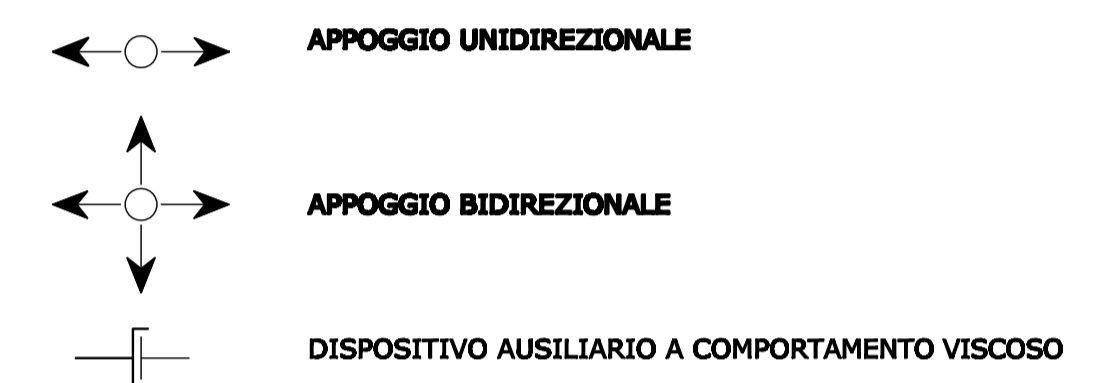 APPOGGIO UNIDIREZIONALE
APPOGGIO BIDIREZIONALE
DISPOSITIVO AUSILIARIO A COMPORTAMENTO VISCOSO